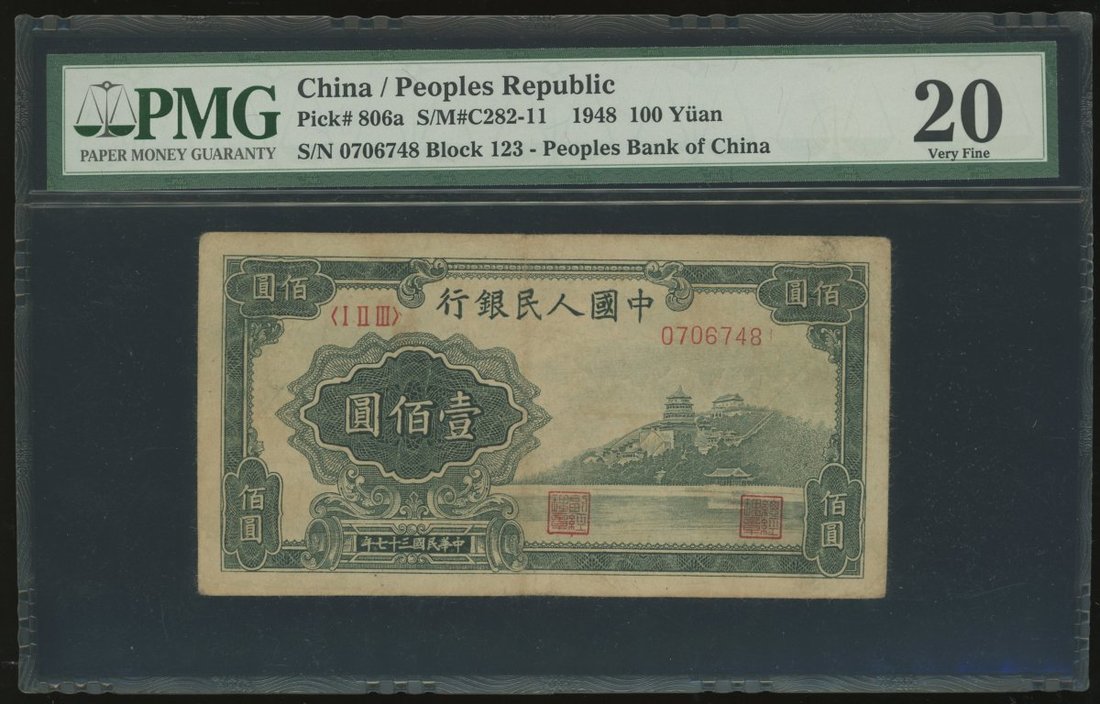 PMG
PAPER MONEY GUARANTY
China / Peoples Republic
Pick# 806a S/M#C282-11 1948 100 Yüan
S/N 0706748 Block 123 - Peoples Bank of China
20
Very Fine
佰圓
佰圓
中國人民銀行
〈I II III〉
0706748
壹佰圓
佰圓
佰圓
中華民國三十七年